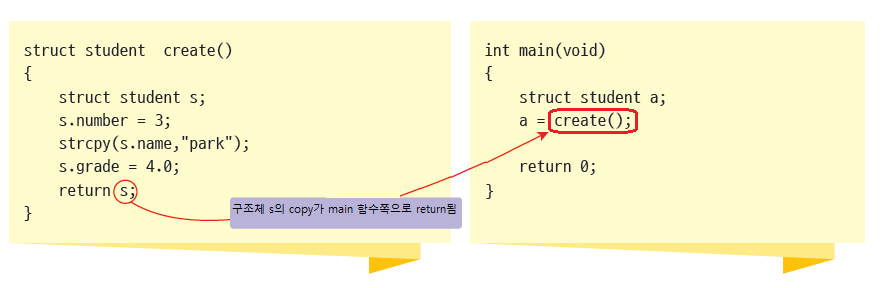 struct student  create()
{
    struct student s;
    s.number = 3;
    strcpy(s.name,"park");
    s.grade = 4.0;
    return s;
}
구조체 s의 copy가 main 함수쪽으로 return됨
int main(void)
{
    struct student a;
    a = create();
    return 0;
}